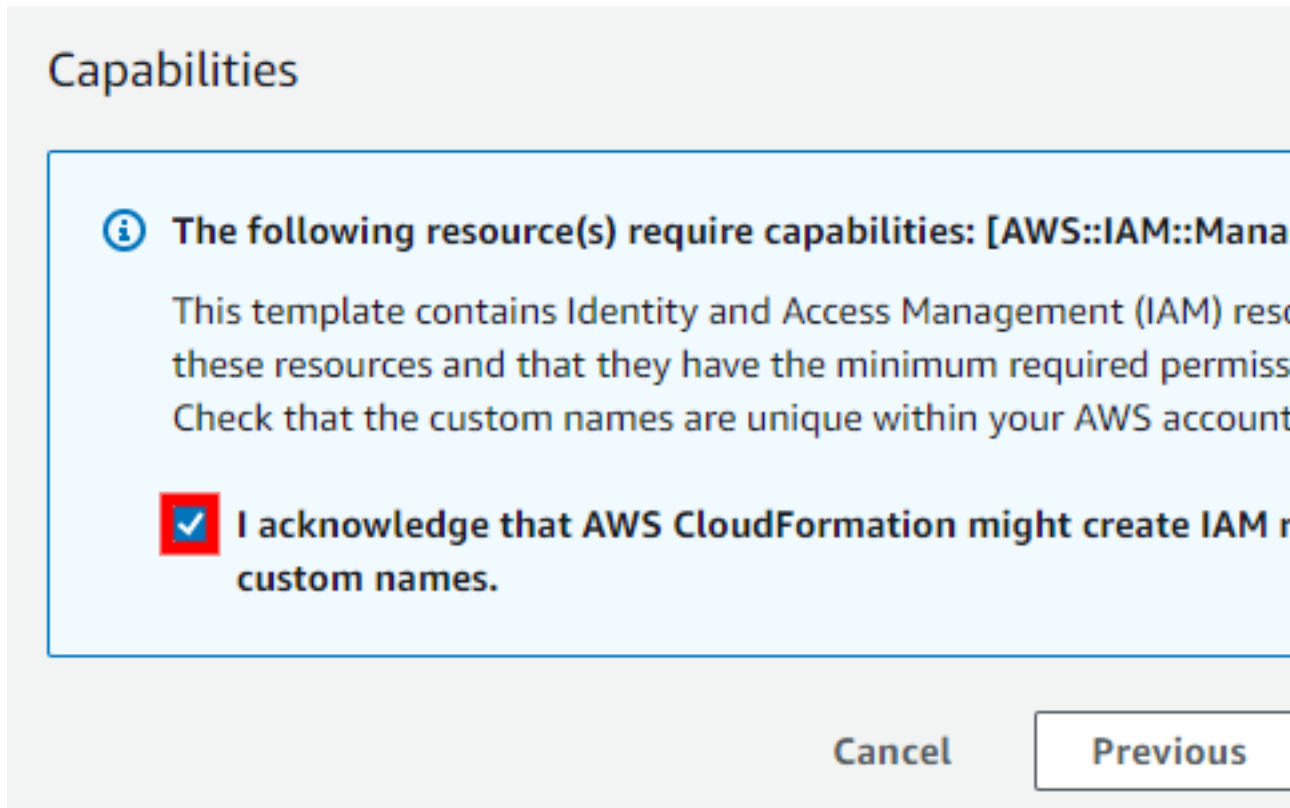 Capabilities
The following resource(s) require capabilities: [AWS::IAM::Mana
This template contains Identity and Access Management (IAM)
these resources and that they have the minimum required
Check that the custom names are unique within your AWS account
I acknowledge that AWS CloudFormation might create IAM
custom names.
Cancel
Previous